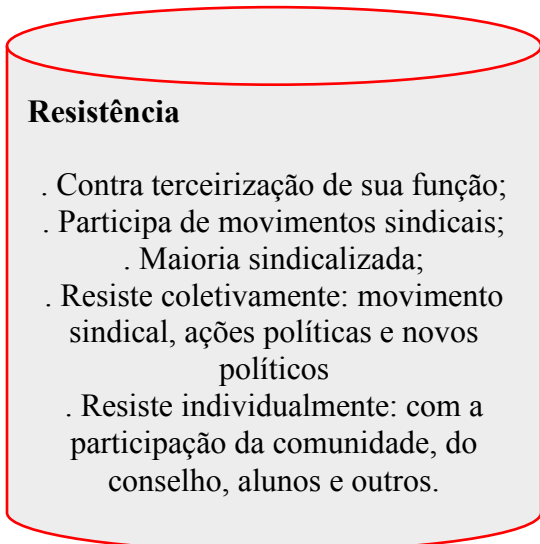 Resistência
. Contra terceirização de sua função;
. Participa de movimentos sindicais;
. Maioria sindicalizada;
. Resiste coletivamente: movimento
sindical, ações políticas e novos
políticos
. Resiste individualmente: com a
participação da comunidade, do
conselho, alunos e outros.